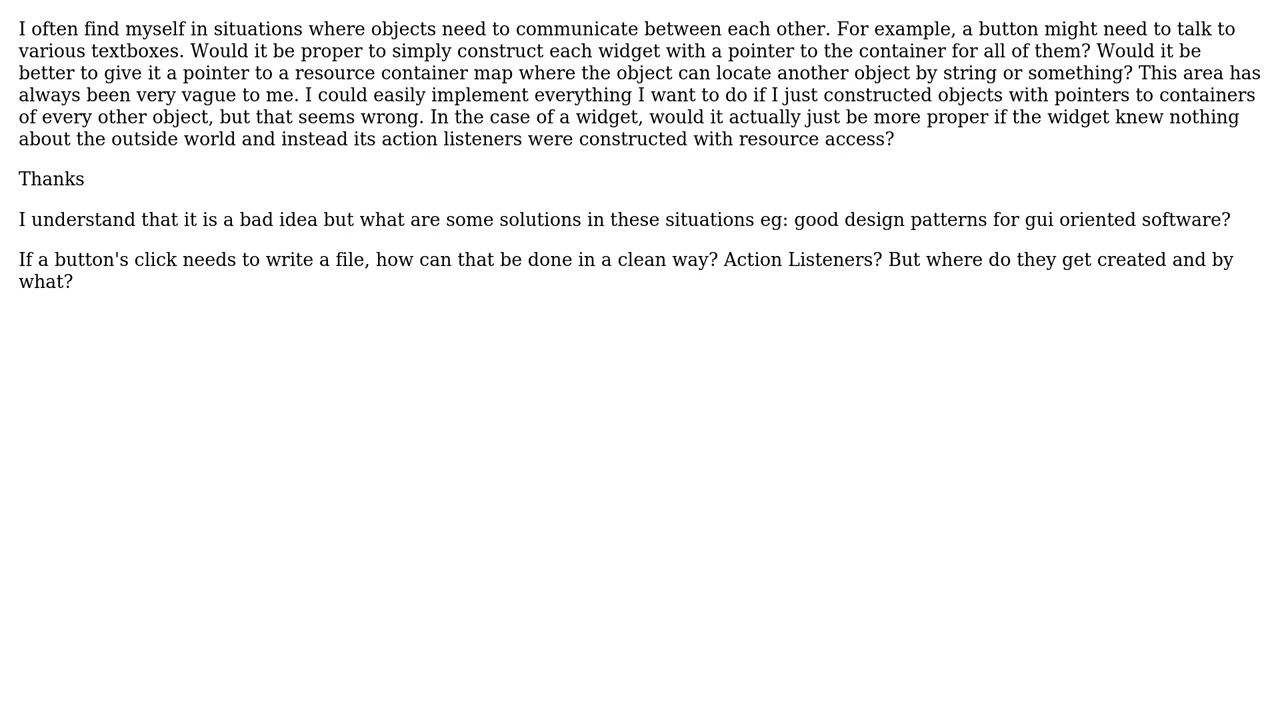 I often find myself in situations where objects need to communicate between each other. For example, a button might need to talk to
various textboxes. Would it be proper to simply construct each widget with a pointer to the container for all of them? Would it be
better to give it a pointer to a resource container map where the object can locate another object by string or something? This area has
always been very vague to me. I could easily implement everything I want to do if I just constructed objects with pointers to containers
of every other object, but that seems wrong. In the case of a widget, would it actually just be more proper if the widget knew nothing
about the outside world and instead its action listeners were constructed with resource access?
Thanks
I understand that it is a bad idea but what are some solutions in these situations eg: good design patterns for gui oriented software?
If a button's click needs to write a file, how can that be done in a clean way? Action Listeners? But where do they get created and by
what?